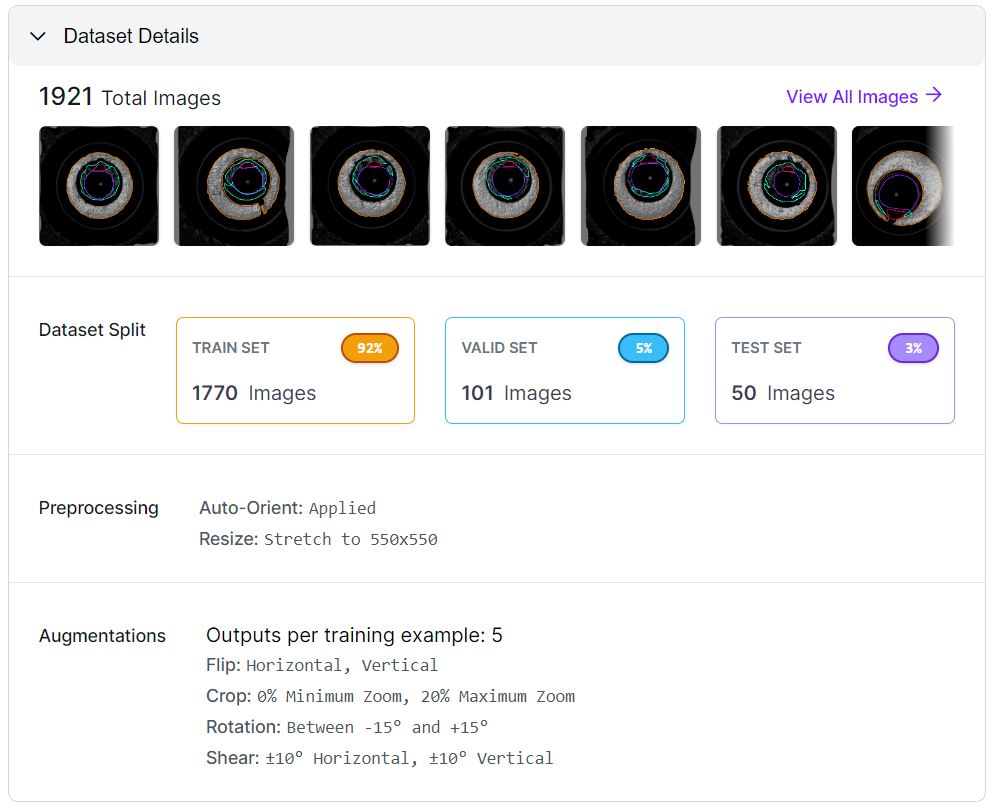 Dataset Details
1921 Total Images
View All Images →
Dataset Split
TRAIN SET 92%
1770 Images
VALID SET 5%
101 Images
TEST SET 3%
50 Images
Preprocessing
Auto-Orient: Applied
Resize: Stretch to 550x550
Augmentations
Outputs per training example: 5
Flip: Horizontal, Vertical
Crop: 0% Minimum Zoom, 20% Maximum Zoom
Rotation: Between -15° and +15°
Shear: ±10° Horizontal, ±10° Vertical